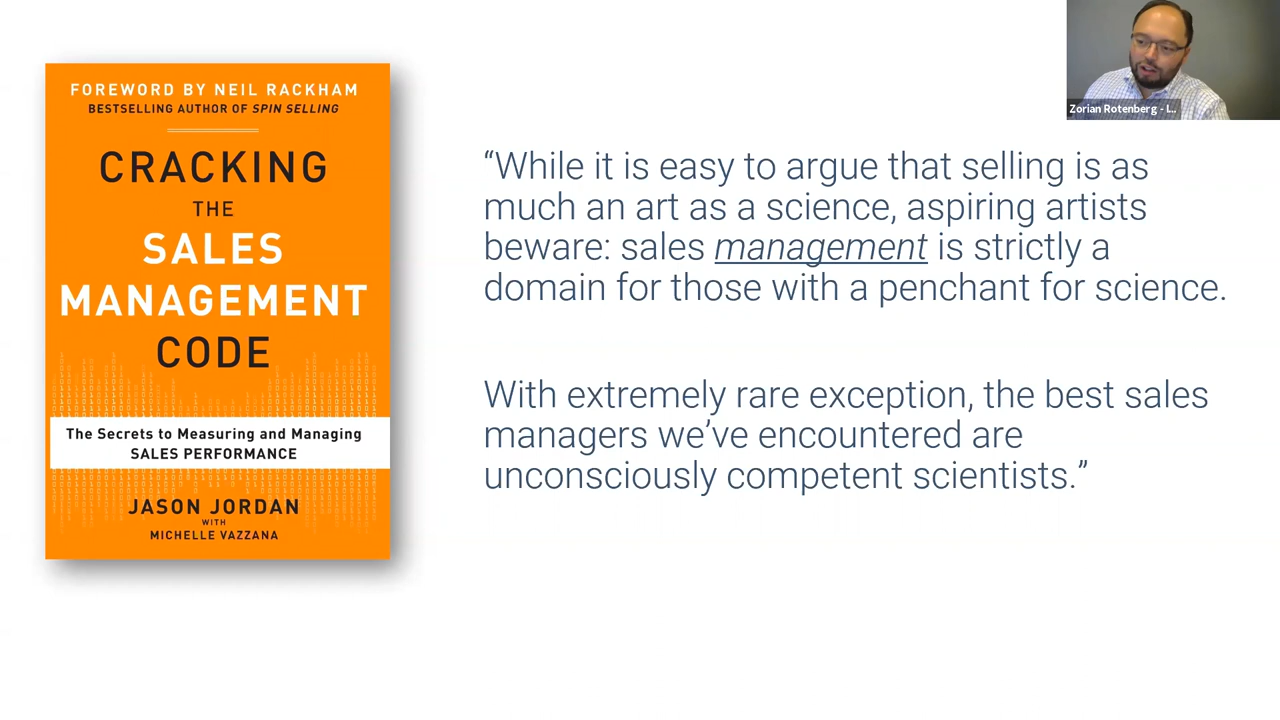 FOREWORD BY NEIL RACKHAM
BESTSELLING AUTHOR OF SPIN SELLING
CRACKING
THE
SALES
MANAGEMENT
CODE
The Secrets to Measuring and Managing
SALES PERFORMANCE
JASON JORDAN
WITH
MICHELLE VAZZANA
“While it is easy to argue that selling is as
much an art as a science, aspiring artists
beware: sales management is strictly a
domain for those with a penchant for science.
With extremely rare exception, the best sales
managers we’ve encountered are
unconsciously competent scientists.”
Zorian Rotenberg - I...